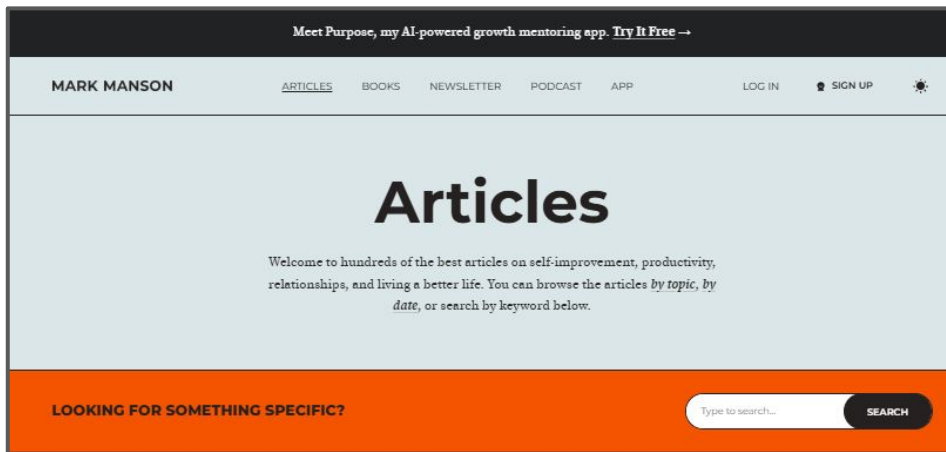 Meet Purpose, my AI-powered growth mentoring app. Try It Free →
MARK MANSON ARTICLES BOOKS NEWSLETTER PODCAST APP LOG IN SIGN UP
Articles
Welcome to hundreds of the best articles on self-improvement, productivity,
relationships, and living a better life. You can browse the articles by topic, by
date, or search by keyword below.
LOOKING FOR SOMETHING SPECIFIC? Type to search... SEARCH